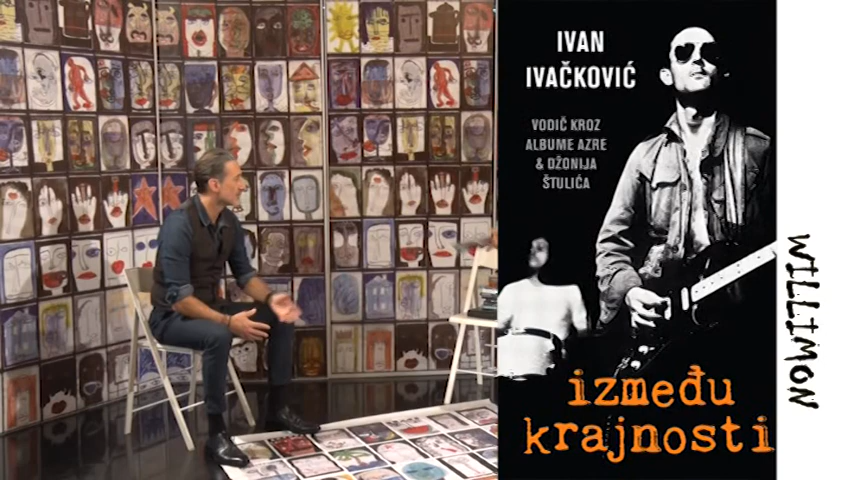 IVAN
IVAČKOVIĆ
VODIČ KROZ
ALBUME AZRE
& DŽONIJA
ŠTULIĆA
između
krajnosti
WILLIMON